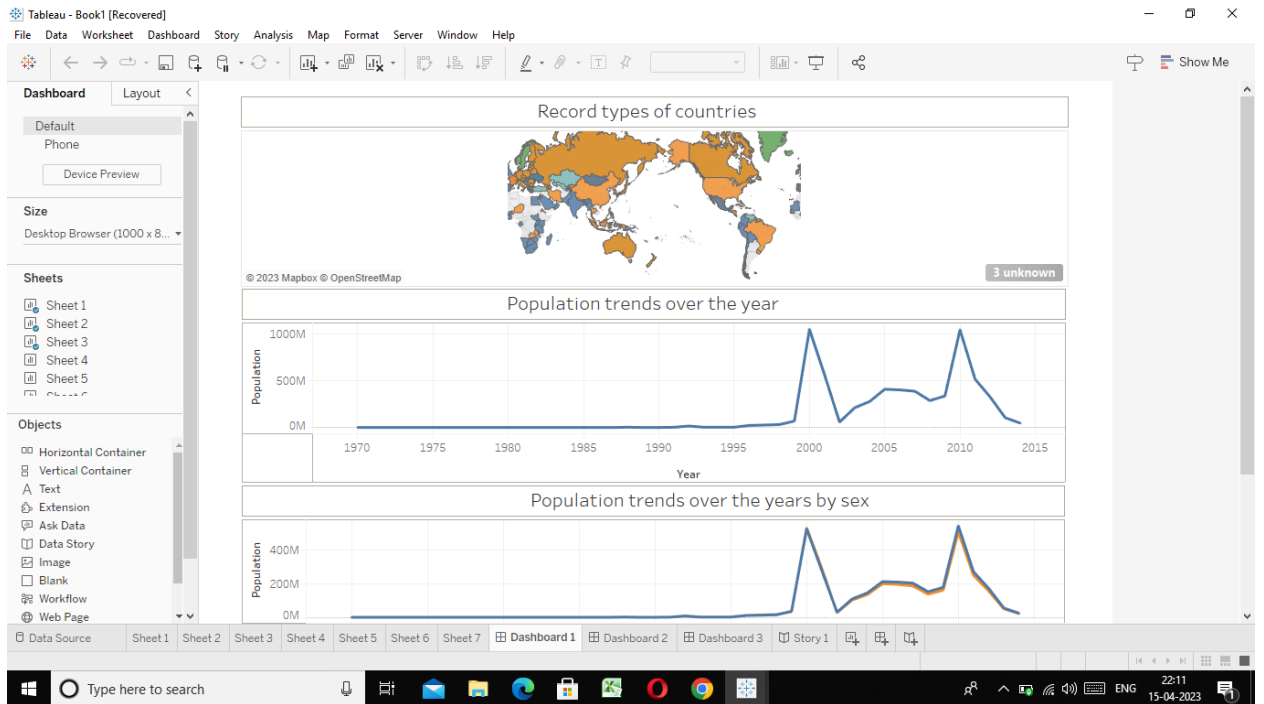 Tableau - Book1 [Recovered]
File Data Worksheet Dashboard Story Analysis Map Format Server Window Help
Show Me
Dashboard Layout
Default
Phone
Device Preview
Size
Desktop Browser (1000 x 8...
Sheets
Sheet 1
Sheet 2
Sheet 3
Sheet 4
Sheet 5
Objects
Horizontal Container
Vertical Container
A Text
Extension
Ask Data
Data Story
Image
Blank
Workflow
Web Page
Record types of countries
© 2023 Mapbox © OpenStreetMap
3 unknown
Population trends over the year
Population
1000M
500M
0M
1970 1975 1980 1985 1990 1995 2000 2005 2010 2015
Year
Population trends over the years by sex
Population
400M
200M
0M
Data Source Sheet 1 Sheet 2 Sheet 3 Sheet 4 Sheet 5 Sheet 6 Sheet 7 Dashboard 1 Dashboard 2 Dashboard 3 Story 1
Type here to search
ENG
22:11
15-04-2023
1